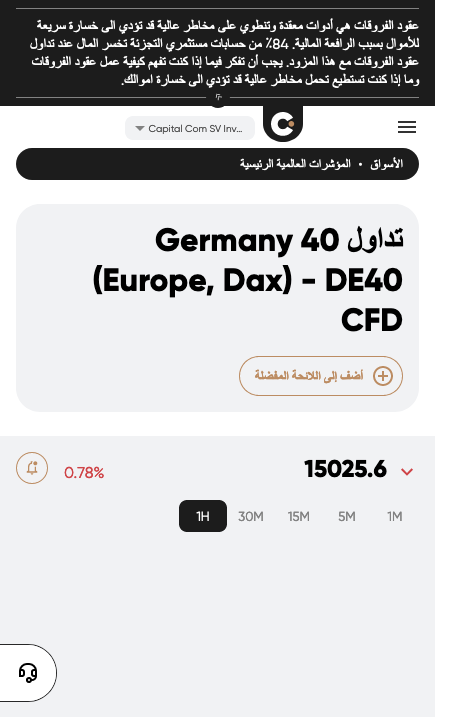 عقود الفروقات هي أدوات معقدة وتنطوي على مخاطر عالية قد تؤدي الى خسارة سريعة
للأموال بسبب الرافعة المالية. 84٪ من حسابات مستثمري التجزئة تخسر المال عند تداول
عقود الفروقات مع هذا المزود. يجب أن تفكر فيما إذا كنت تفهم كيفية عمل عقود الفروقات
وما إذا كنت تستطيع تحمل مخاطر عالية قد تؤدي الى خسارة اموالك.
Capital Com SV Inv...
الأسواق • المؤشرات العالمية الرئيسية
تداول Germany 40
(Europe, Dax) - DE40
CFD
أضف إلى اللائحة المفضلة
15025.6
0.78%
1H 30M 15M 5M 1M